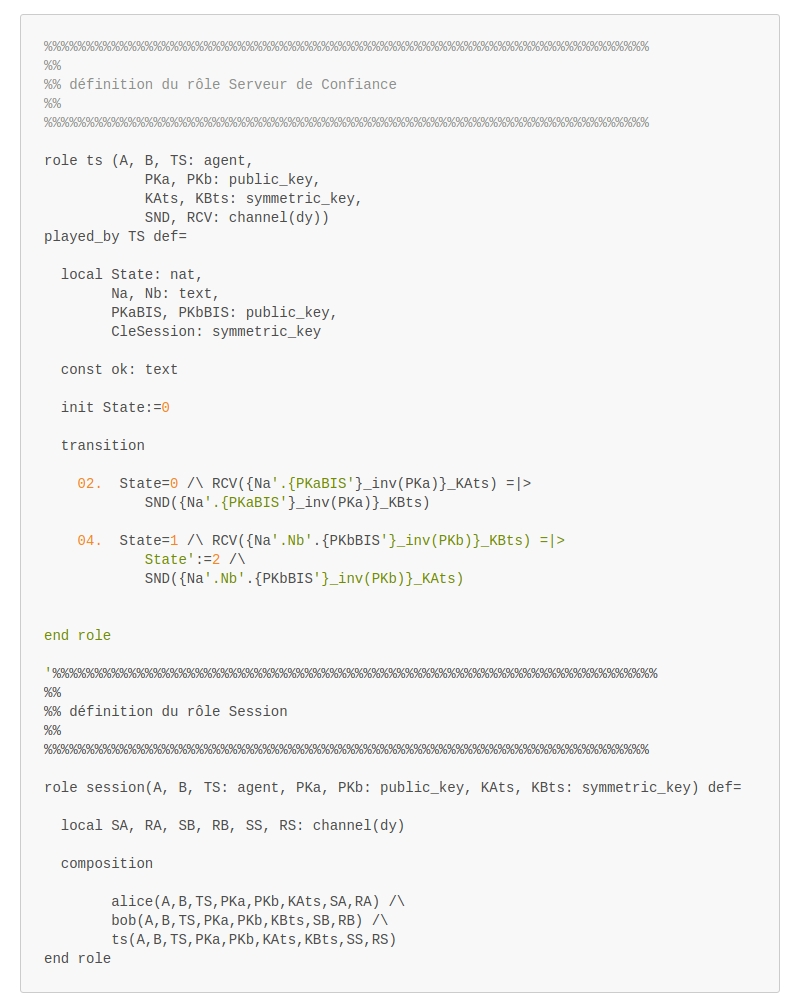 %%%%%%%%%%%%%%%%%%%%%%%%%%%%%%%%%%%%%%%%%%%%%%%%%%%%%%%%%%%%%%%%%%%%%%%%%%
%%
%% définition du rôle Serveur de Confiance
%%
%%%%%%%%%%%%%%%%%%%%%%%%%%%%%%%%%%%%%%%%%%%%%%%%%%%%%%%%%%%%%%%%%%%%%%%%%%
role ts (A, B, TS: agent,
PKa, PKb: public_key,
KAts, KBts: symmetric_key,
SND, RCV: channel(dy))
played_by TS def=
local State: nat,
Na, Nb: text,
PKaBIS, PKbBIS: public_key,
CleSession: symmetric_key
const ok: text
init State:=0
transition
02.  State=0 /\ RCV({Na'.{PKaBIS'}_inv(PKa)}_KAts) =|>
SND({Na'.{PKaBIS'}_inv(PKa)}_KBts)
04.  State=1 /\ RCV({Na'.Nb'.{PKbBIS'}_inv(PKb)}_KBts) =|>
State':=2 /\
SND({Na'.Nb'.{PKbBIS'}_inv(PKb)}_KAts)
end role
'%%%%%%%%%%%%%%%%%%%%%%%%%%%%%%%%%%%%%%%%%%%%%%%%%%%%%%%%%%%%%%%%%%%%%%%%%%
%%
%% définition du rôle Session
%%
%%%%%%%%%%%%%%%%%%%%%%%%%%%%%%%%%%%%%%%%%%%%%%%%%%%%%%%%%%%%%%%%%%%%%%%%%%
role session(A, B, TS: agent, PKa, PKb: public_key, KAts, KBts: symmetric_key) def=
local SA, RA, SB, RB, SS, RS: channel(dy)
composition
alice(A,B,TS,PKa,PKb,KAts,SA,RA) /\
bob(A,B,TS,PKa,PKb,KBts,SB,RB) /\
ts(A,B,TS,PKa,PKb,KAts,KBts,SS,RS)
end role